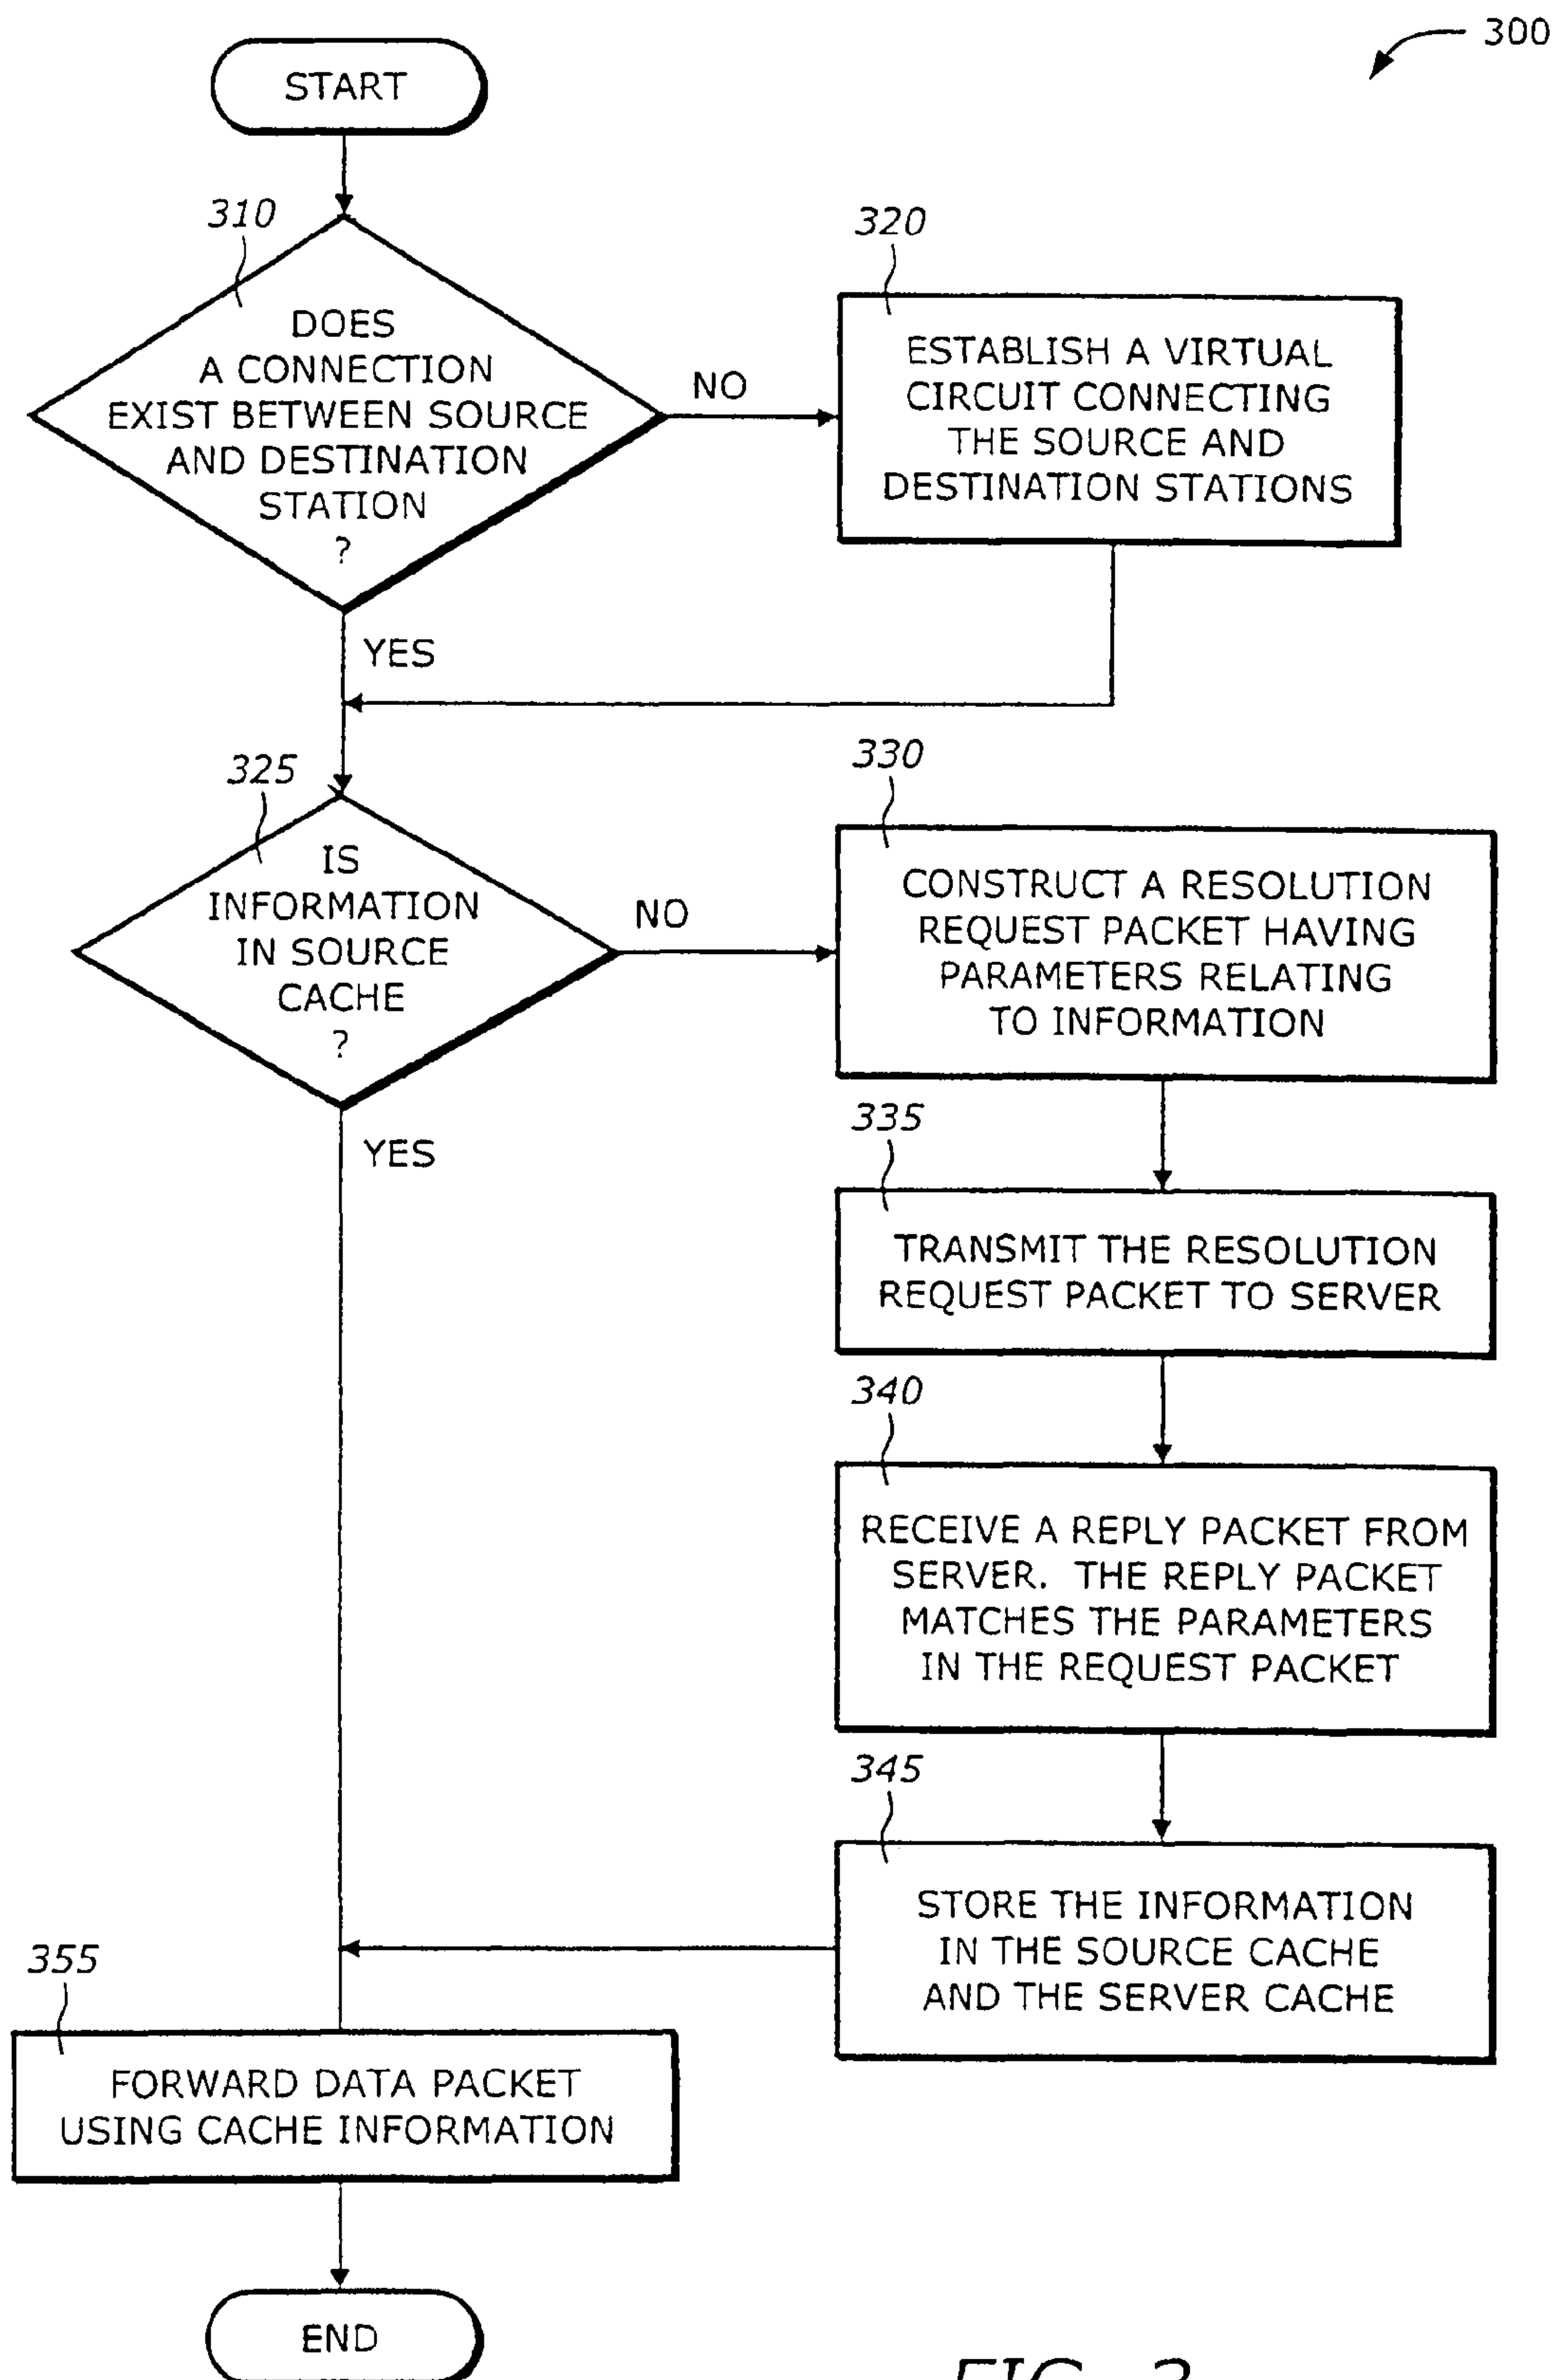 300
START
310
DOES
A CONNECTION
EXIST BETWEEN SOURCE
AND DESTINATION
STATION
?
NO
320
ESTABLISH A VIRTUAL
CIRCUIT CONNECTING
THE SOURCE AND
DESTINATION STATIONS
YES
325
IS
INFORMATION
IN SOURCE
CACHE
?
NO
330
CONSTRUCT A RESOLUTION
REQUEST PACKET HAVING
PARAMETERS RELATING
TO INFORMATION
YES
335
TRANSMIT THE RESOLUTION
REQUEST PACKET TO SERVER
340
RECEIVE A REPLY PACKET FROM
SERVER. THE REPLY PACKET
MATCHES THE PARAMETERS
IN THE REQUEST PACKET
345
STORE THE INFORMATION
IN THE SOURCE CACHE
AND THE SERVER CACHE
355
FORWARD DATA PACKET
USING CACHE INFORMATION
END